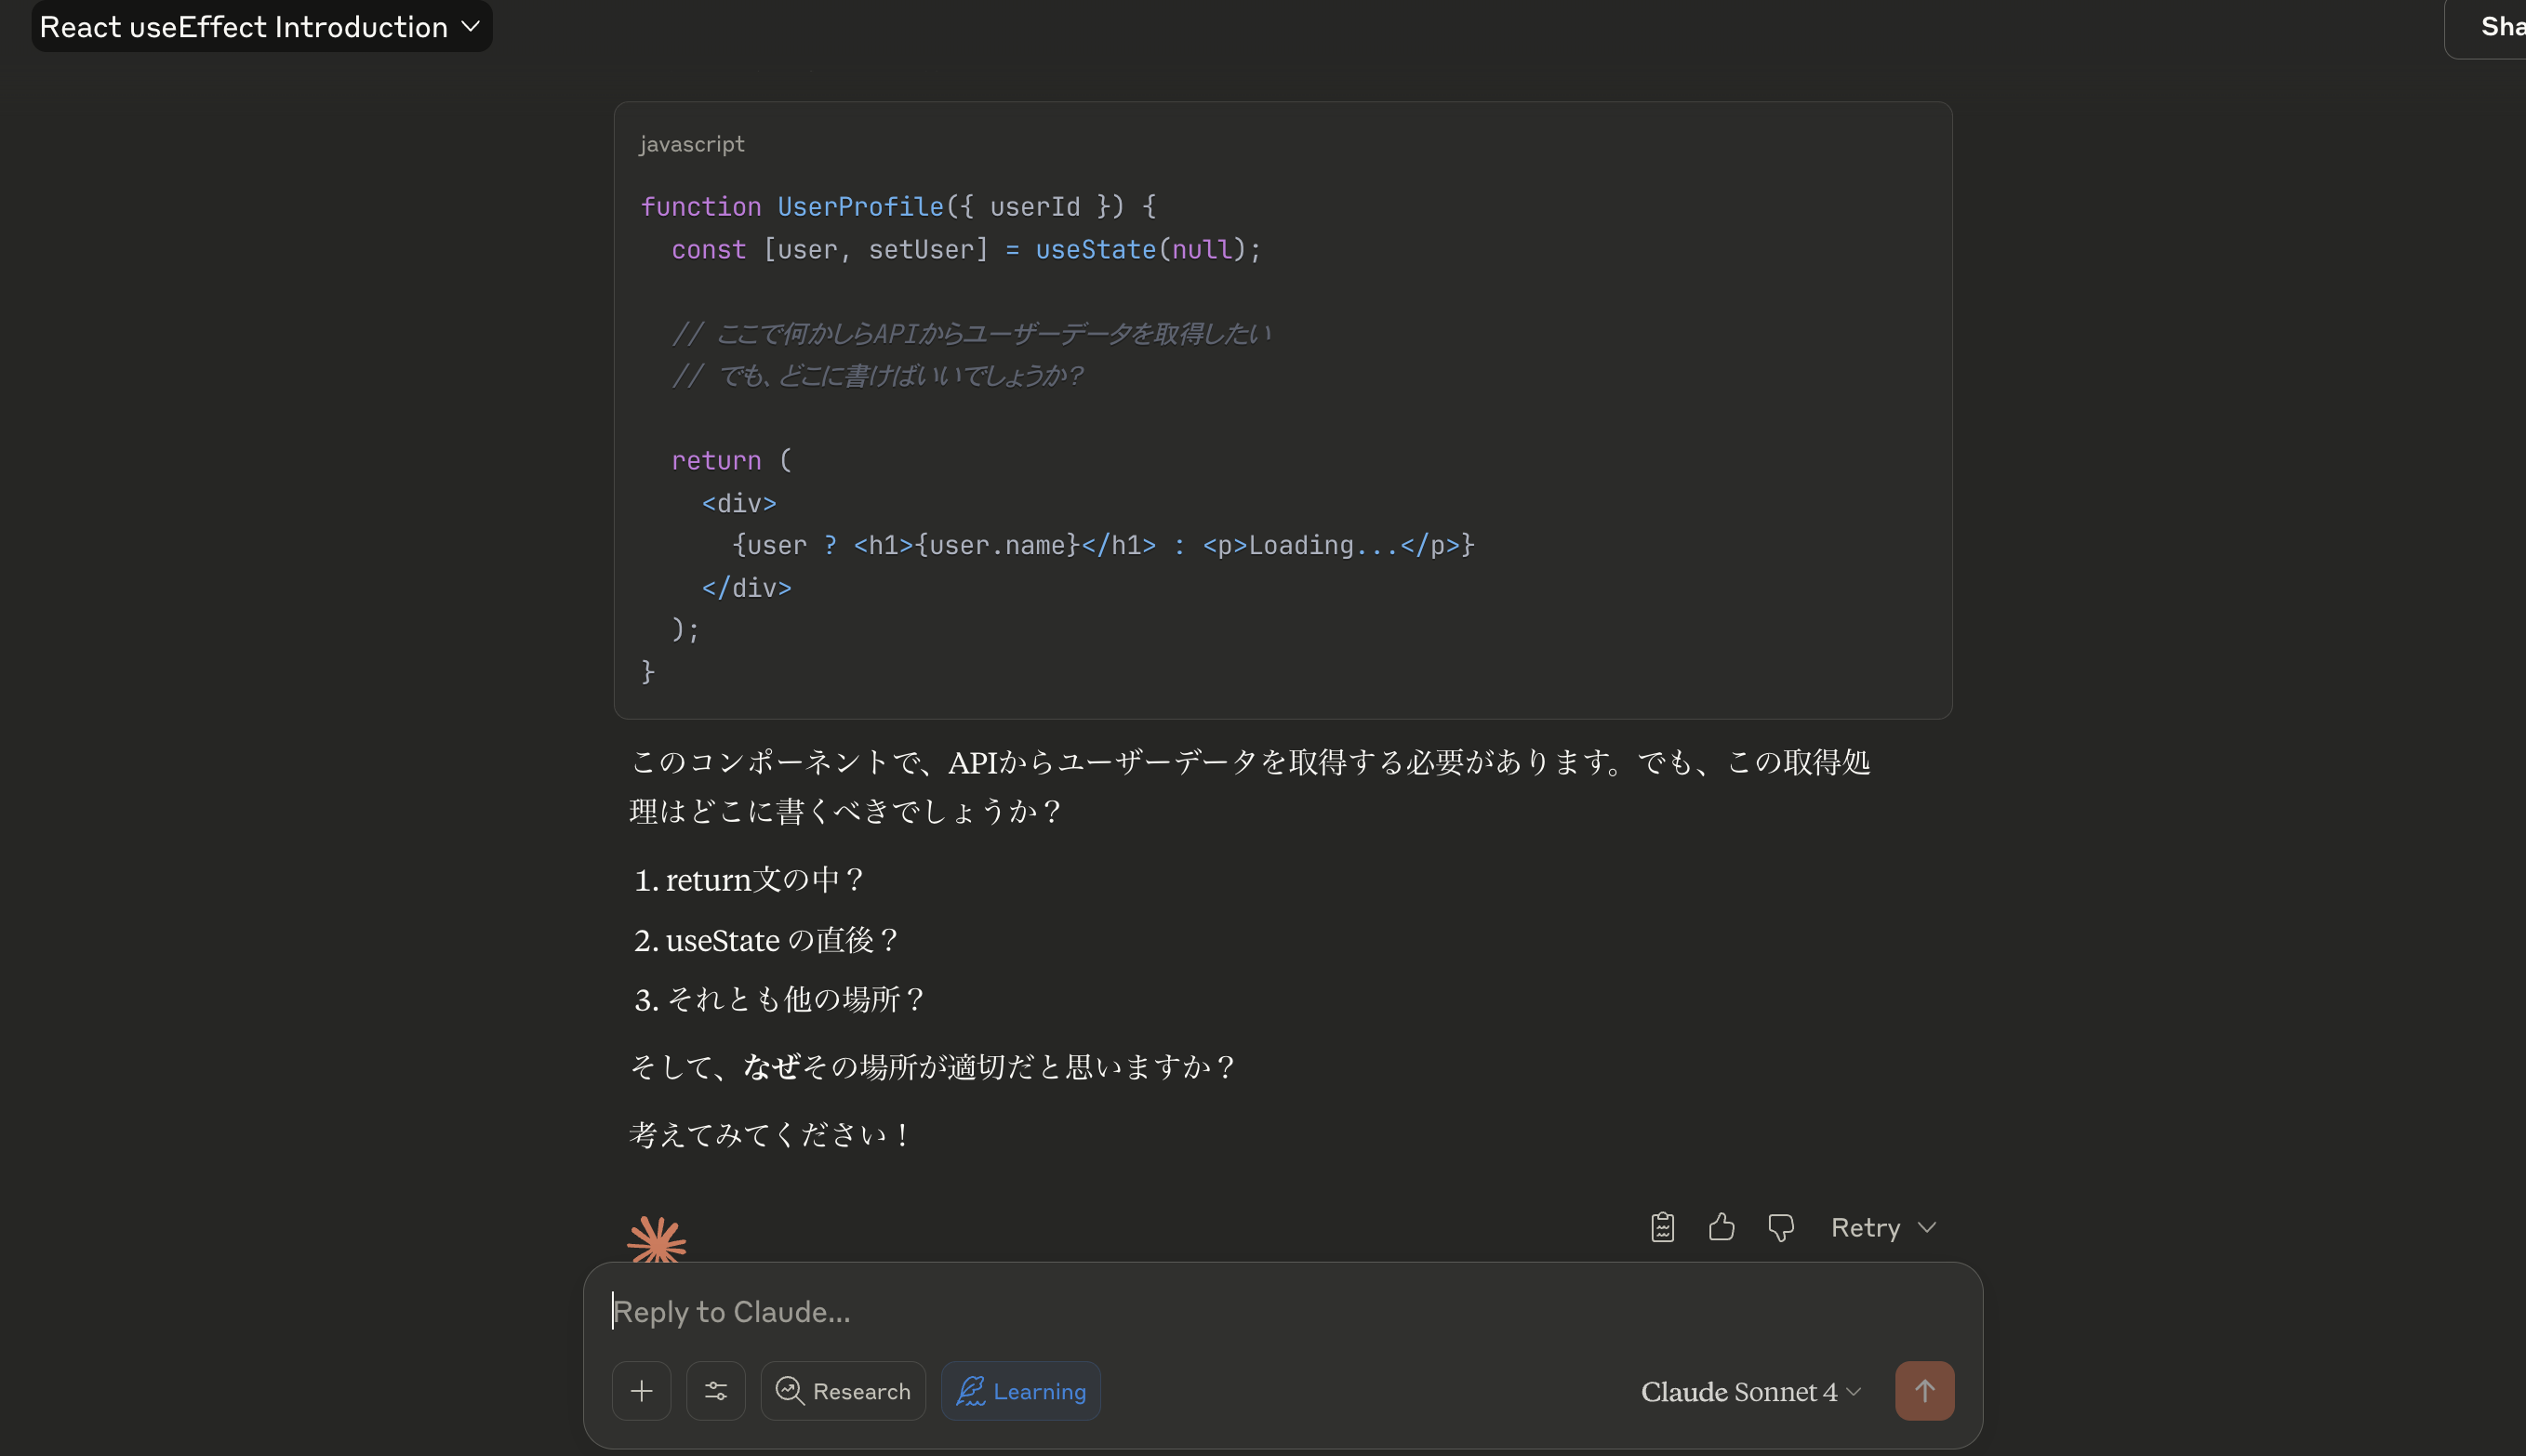 React useEffect Introduction
Sha
javascript
function UserProfile({ userId }) {
  const [user, setUser] = useState(null);
  // ここで何かしらAPIからユーザーデータを取得したい
  // でも、どこに書けばいいでしょうか？
  return (
    <div>
      {user ? <h1>{user.name}</h1> : <p>Loading...</p>}
    </div>
  );
}
このコンポーネントで、APIからユーザーデータを取得する必要があります。でも、この取得処
理はどこに書くべきでしょうか？
1. return文の中？
2. useState の直後？
3. それとも他の場所？
そして、なぜその場所が適切だと思いますか？
考えてみてください！
Retry
Reply to Claude...
Research Learning Claude Sonnet 4